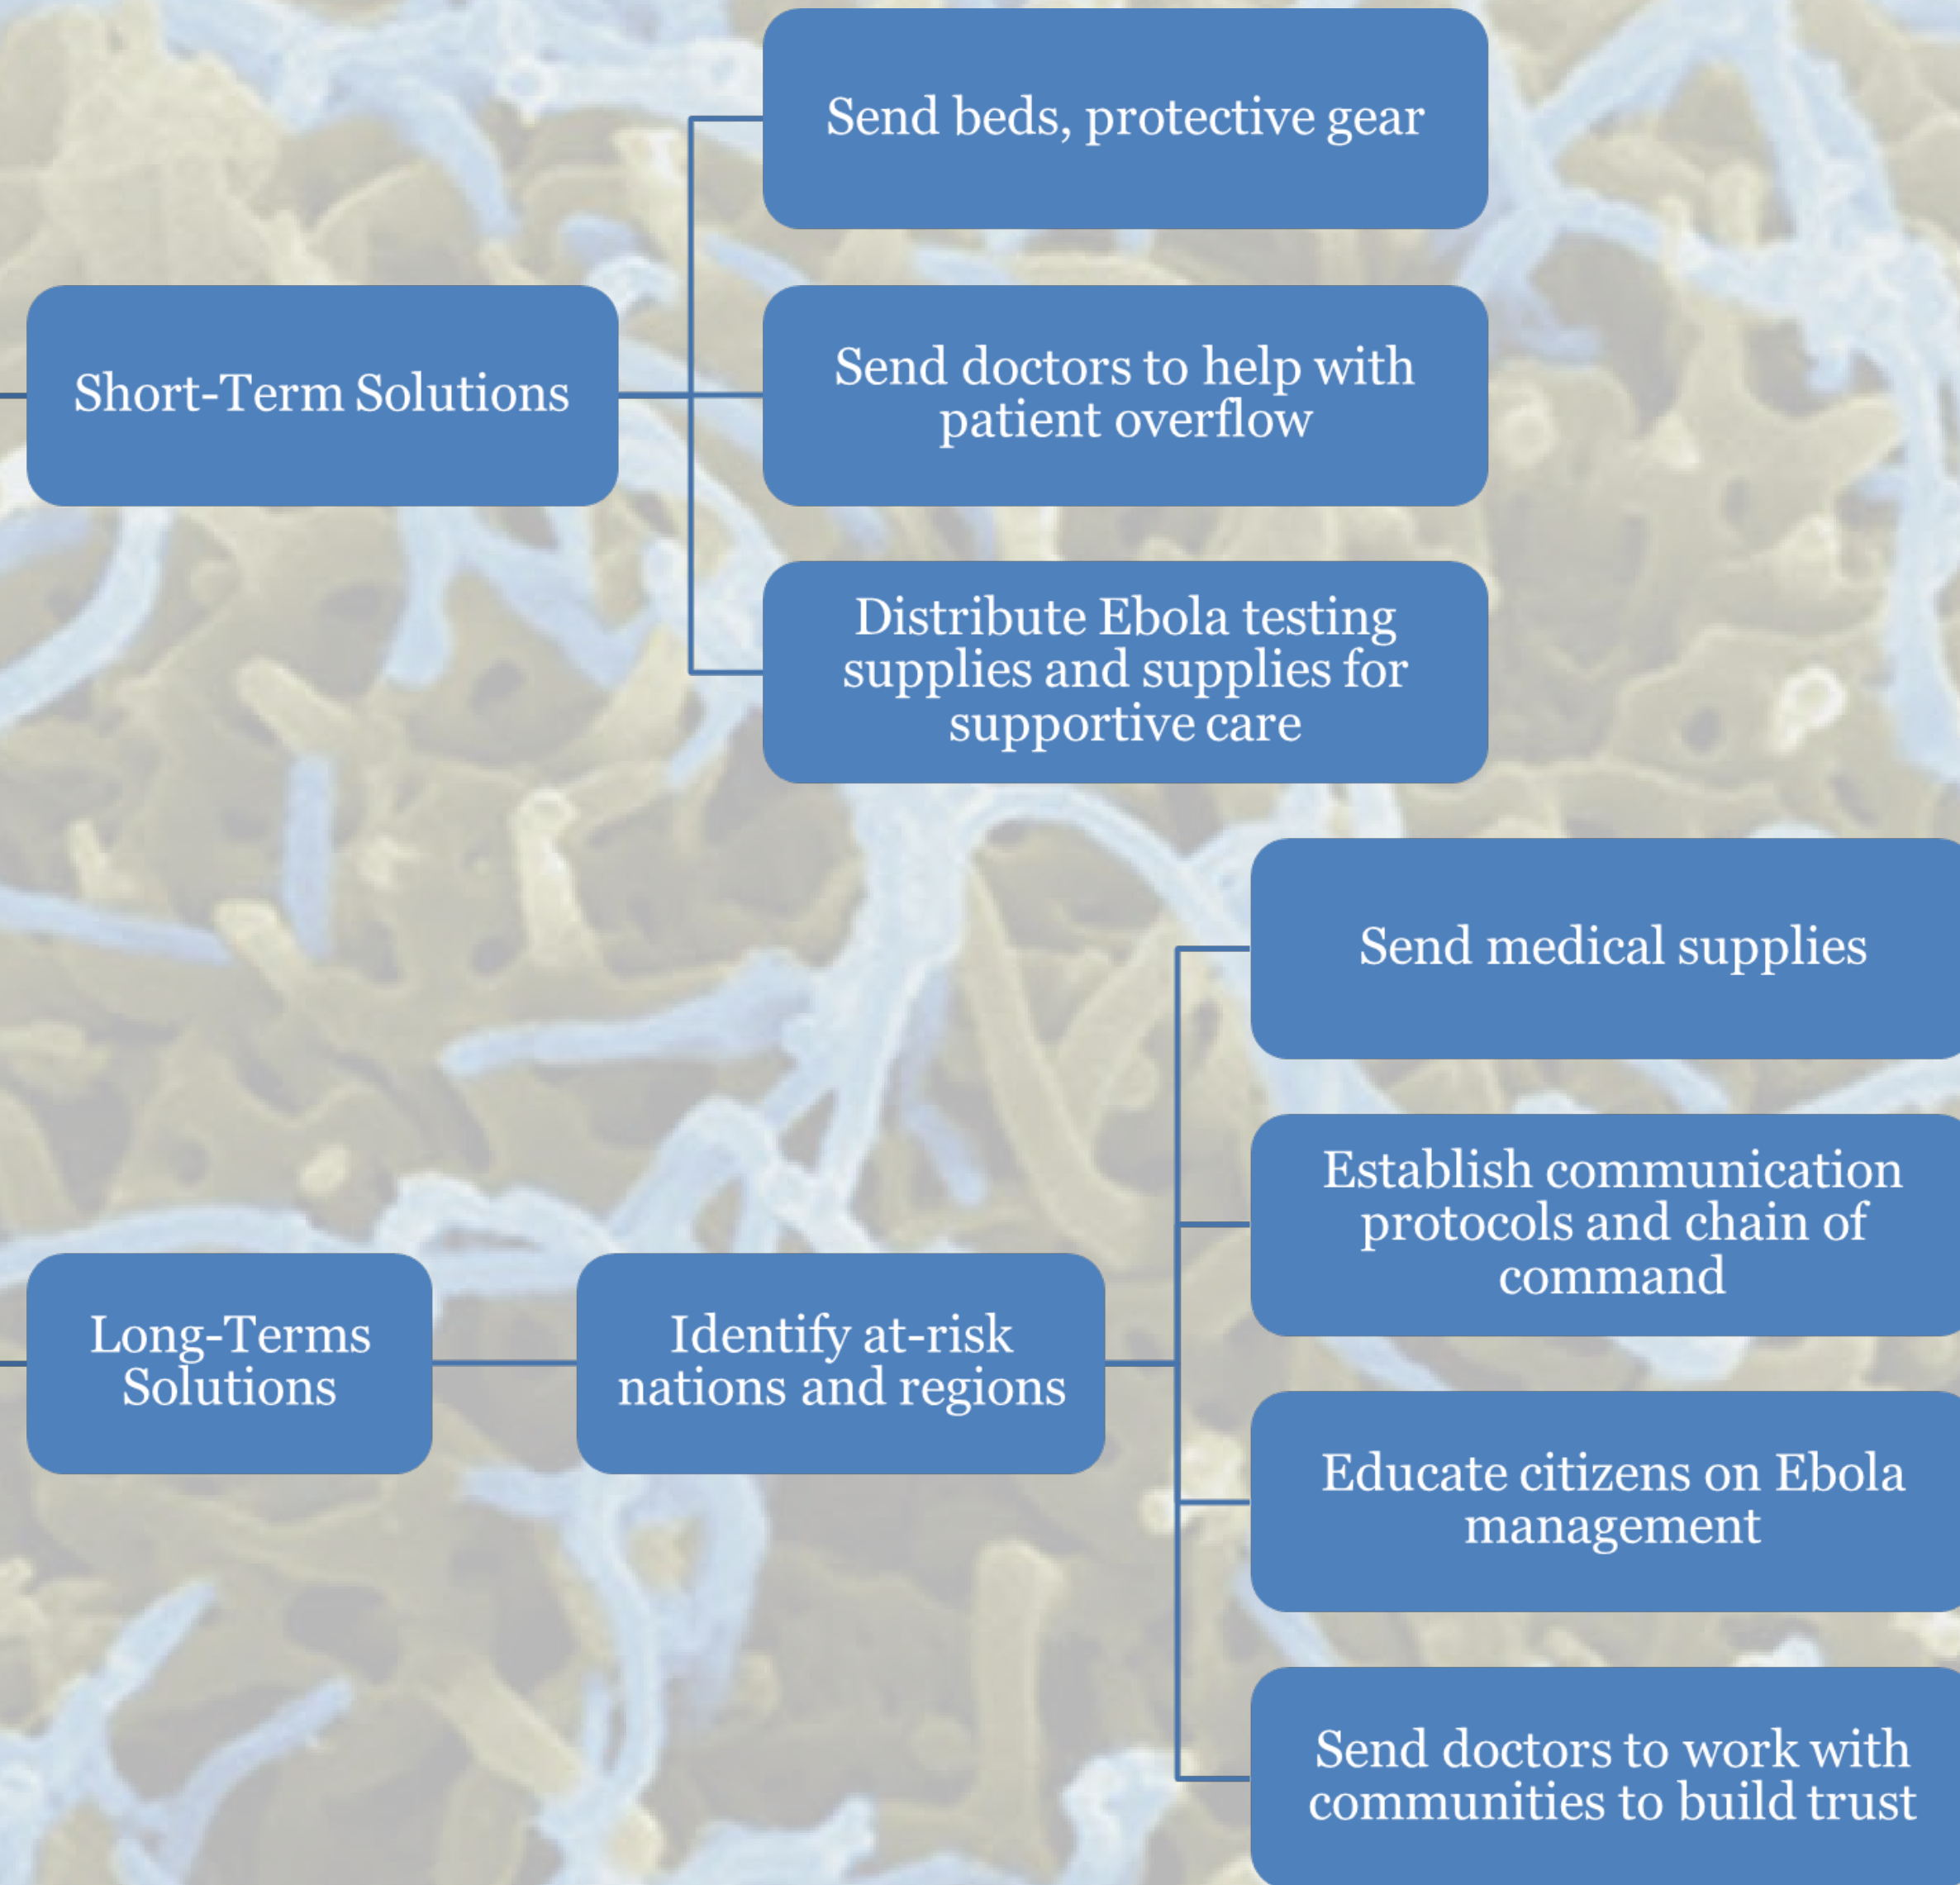 Send beds, protective gear
Short-Term Solutions
Send doctors to help with
patient overflow
Distribute Ebola testing
supplies and supplies for
supportive care
Send medical supplies
Establish communication
protocols and chain of
command
Long-Terms
Solutions
Identify at-risk
nations and regions
Educate citizens on Ebola
management
Send doctors to work with
communities to build trust